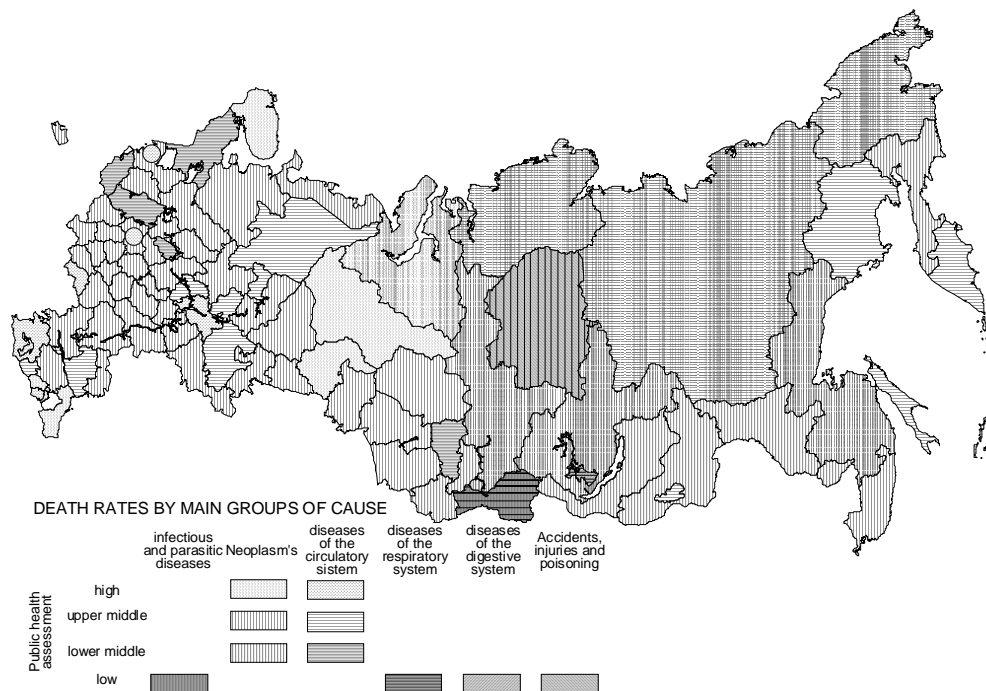 DEATH RATES BY MAIN GROUPS OF CAUSE
infectious
and parasitic
diseases
Neoplasm's
diseases
of the
circulatory
sistem
diseases
of the
respiratory
system
diseases
of the
digestive
system
Accidents,
injuries and
poisoning
Public health
assessment
high
upper middle
lower middle
low